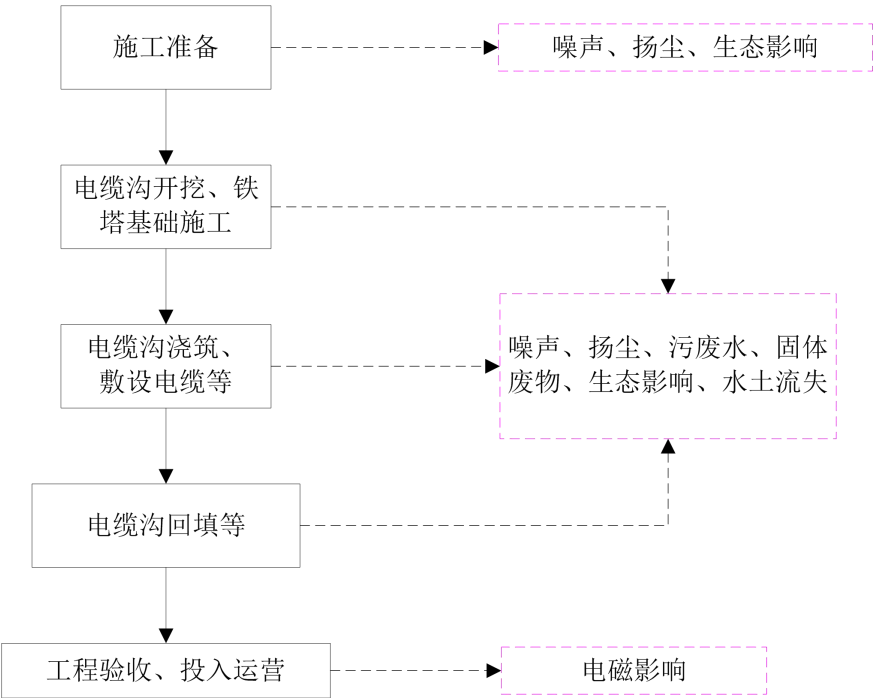 施工准备
噪声、扬尘、生态影响
电缆沟开挖、铁
塔基础施工
电缆沟浇筑、
敷设电缆等
噪声、扬尘、污废水、固体
废物、生态影响、水土流失
电缆沟回填等
工程验收、投入运营
电磁影响